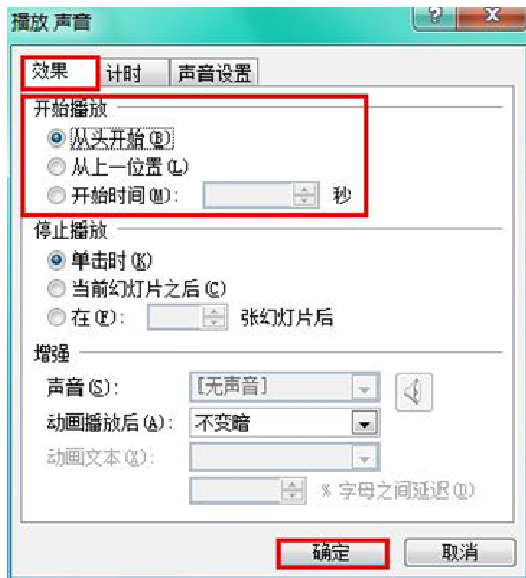 播放 声音
效果 计时 声音设置
开始播放
从头开始(B)
从上一位置(L)
开始时间(M): 秒
停止播放
单击时(K)
当前幻灯片之后(C)
在(F): 张幻灯片后
增强
声音(S): [无声音]
动画播放后(A): 不变暗
动画文本(X):
% 字母之间延迟(D)
确定 取消